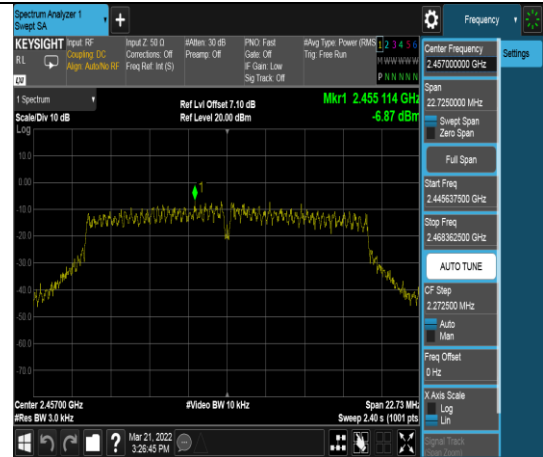 Spectrum Analyzer 1
Swept SA
+
Frequency
KEYSIGHT
RL
LXI
Input: RF
Coupling: DC
Align: Auto/No RF
Input Z: 50 Ω
Corrections: Off
Freq Ref: Int (S)
#Atten: 30 dB
Preamp: Off
PNO: Fast
Gate: Off
IF Gain: Low
Sig Track: Off
#Avg Type: Power (RMS
Trig: Free Run
1 2 3 4 5 6
M W W W W W
P N N N N N
1 Spectrum
Scale/Div 10 dB
Log
Ref Lvl Offset 7.10 dB
Ref Level 20.00 dBm
Mkr1 2.455 114 GHz
-6.87 dBm
1
10.0
0.00
-10.0
-20.0
-30.0
-40.0
-50.0
-60.0
-70.0
Center 2.45700 GHz
#Res BW 3.0 kHz
#Video BW 10 kHz
Span 22.73 MHz
Sweep 2.40 s (1001 pts)
?
Mar 21, 2022
3:26:45 PM
Center Frequency
2.457000000 GHz
Settings
Span
22.7250000 MHz
Swept Span
Zero Span
Full Span
Start Freq
2.445637500 GHz
Stop Freq
2.468362500 GHz
AUTO TUNE
CF Step
2.272500 MHz
Auto
Man
Freq Offset
0 Hz
X Axis Scale
Log
Lin
Signal Track
(Span Zoom)